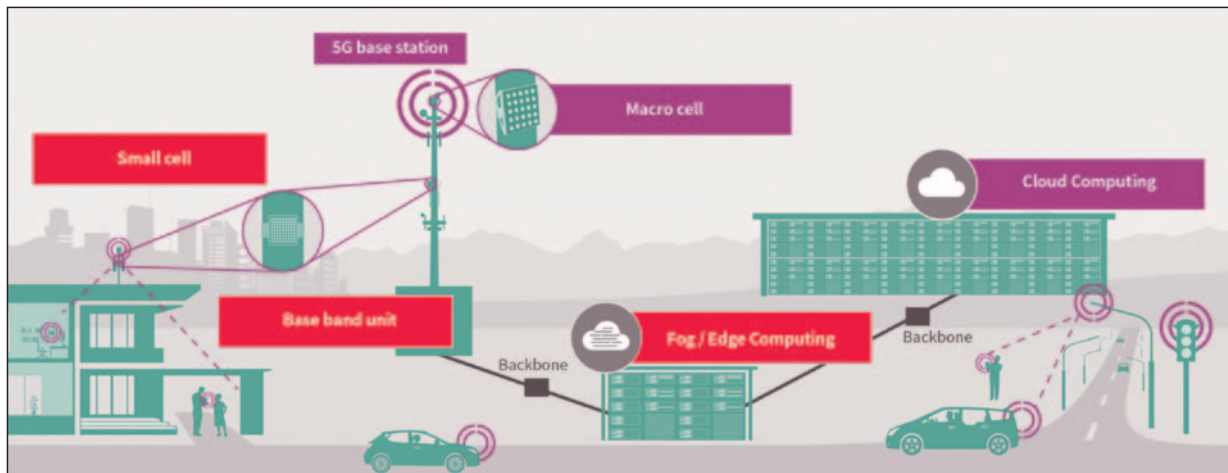 5G base station
Macro cell
Small cell
Cloud Computing
Base band unit
Fog / Edge Computing
Backbone
Backbone